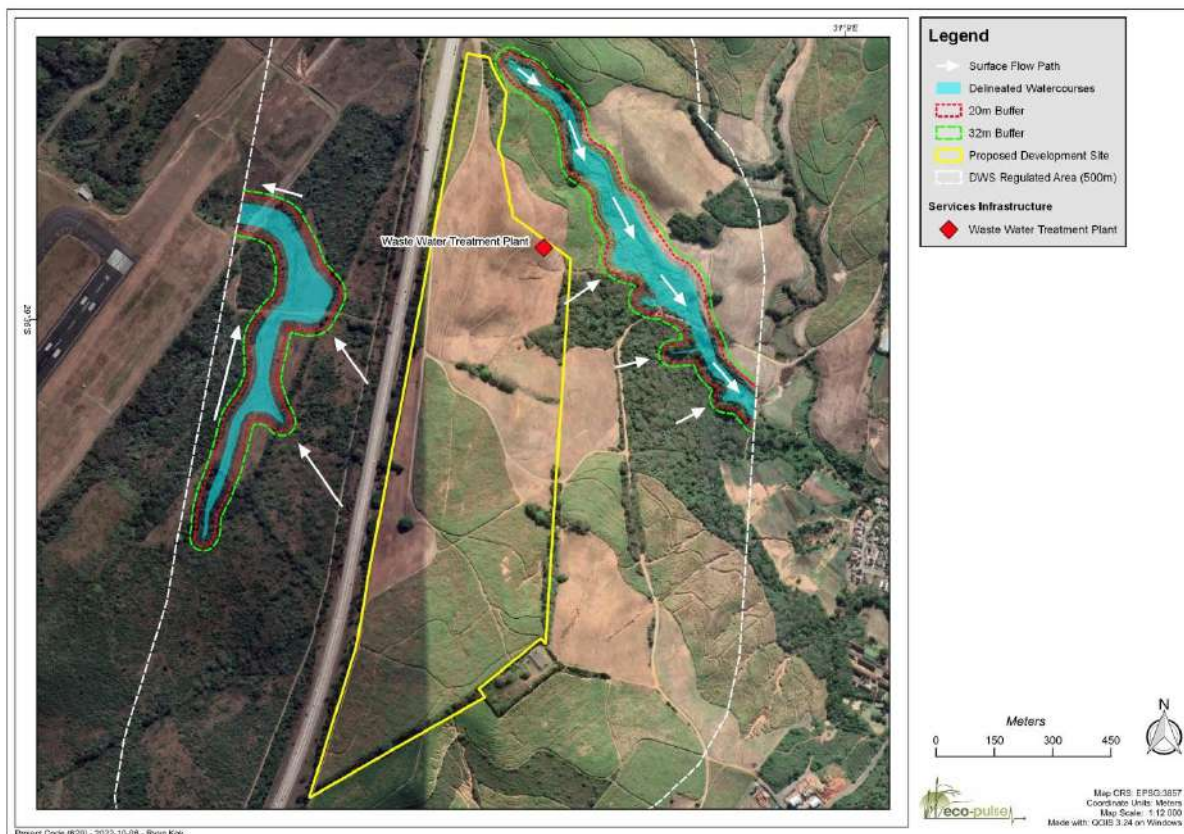 31°9'E
29°36'S
Waste Water Treatment Plant
Legend
Surface Flow Path
Delineated Watercourses
20m Buffer
32m Buffer
Proposed Development Site
DWS Regulated Area (500m)
Services Infrastructure
Waste Water Treatment Plant
Meters
0 150 300 450
N
eco-pulse
Map CRS: EPSG:3857
Coordinate Units: Meters
Map Scale: 1:12 000
Made with: QGIS 3.24 on Windows